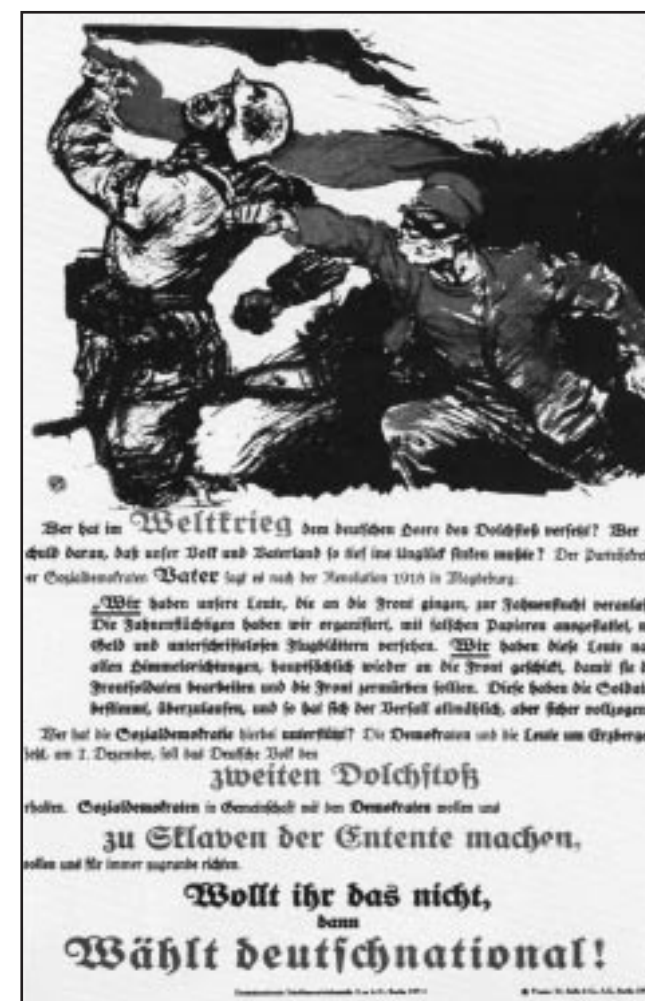 Wer hat im Weltkrieg dem deutschen Heere den Dolchstoß versetzt? Wer
chuld daran, daß unser Volk und Vaterland so tief ins Unglück sinken mußte? Der Parteisekre
er Sozialdemokraten Vater sagt es nach der Revolution 1918 in Magdeburg:
„Wir haben unsere Leute, die an die Front gingen, zur Fahnenflucht veranlaß
Die Fahnenflüchtigen haben wir organisiert, mit falschen Papieren ausgestattet, m
Geld und unterschriftslosen Flugblättern versehen. Wir haben diese Leute na
allen Himmelsrichtungen, hauptsächlich wieder an die Front geschickt, damit sie d
Frontsoldaten bearbeiten und die Front zermürben sollten. Diese haben die Soldat
bestimmt, überzulaufen, und so hat sich der Verfall allmählich, aber sicher vollzogen
Wer hat die Sozialdemokratie hierbei unterstützt? Die Demokraten und die Leute um Erzberge
Jetzt, am 7. Dezember, soll das Deutsche Volk den
zweiten Dolchstoß
rhalten. Sozialdemokraten in Gemeinschaft mit den Demokraten wollen uns
zu Sklaven der Entente machen,
wollen uns für immer zugrunde richten.
Wollt ihr das nicht,
dann
Wählt deutschnational!